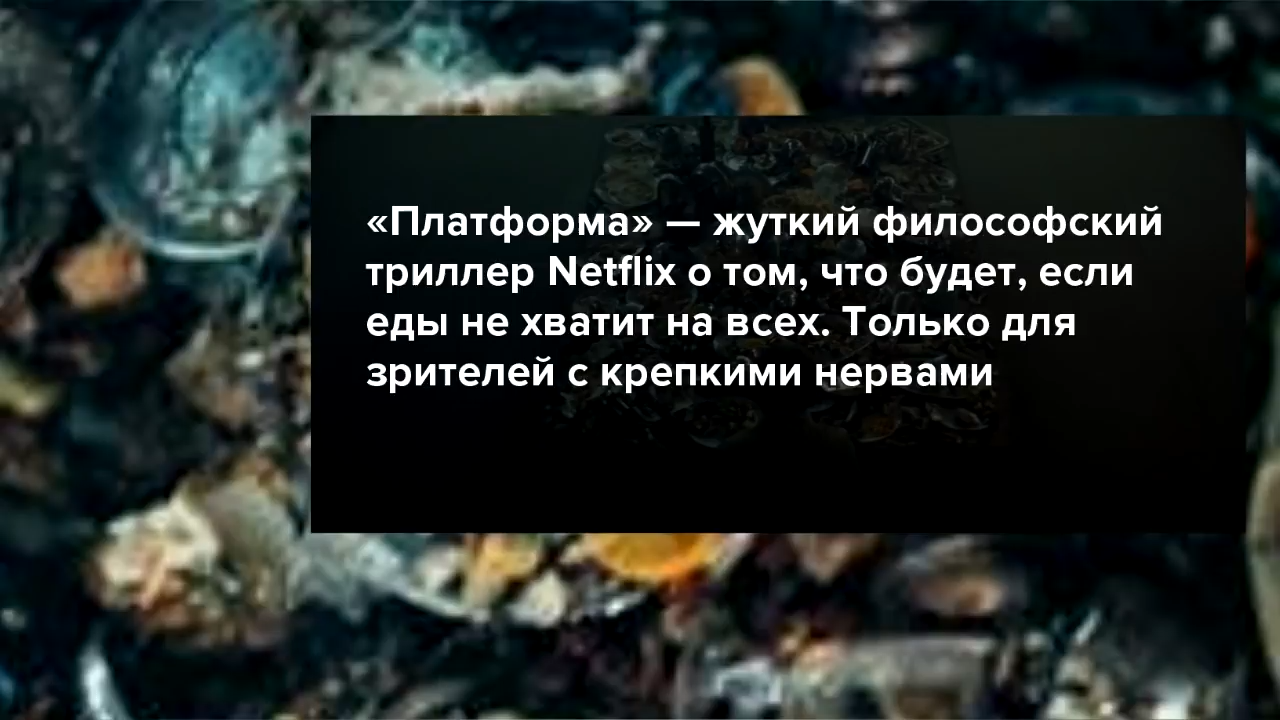 «Платформа» — жуткий философский
триллер Netflix о том, что будет, если
еды не хватит на всех. Только для
зрителей с крепкими нервами